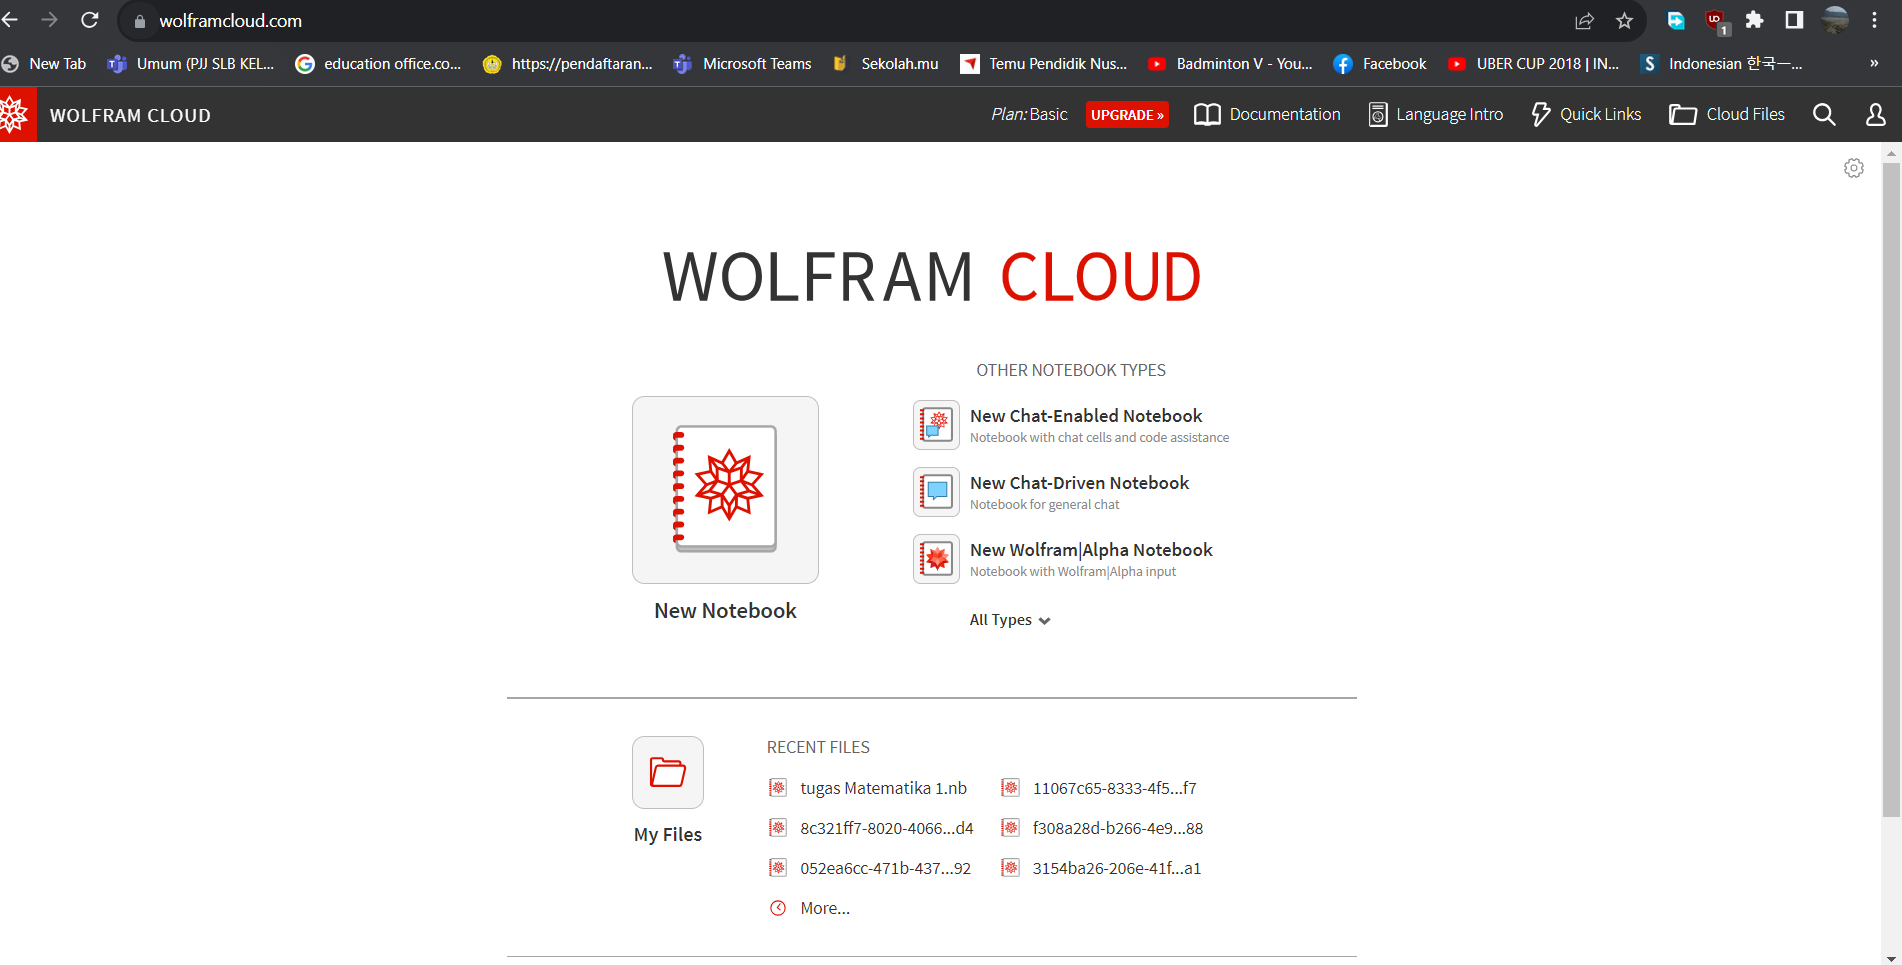 wolframcloud.com
New Tab Umum (PJJ SLB KEL... education office.co... https://pendaftaran... Microsoft Teams Sekolah.mu Temu Pendidik Nus... Badminton V - You... Facebook UBER CUP 2018 | IN... Indonesian 한국ㅡ... »
WOLFRAM CLOUD Plan: Basic UPGRADE » Documentation Language Intro Quick Links Cloud Files
WOLFRAM CLOUD
OTHER NOTEBOOK TYPES
New Chat-Enabled Notebook
Notebook with chat cells and code assistance
New Chat-Driven Notebook
Notebook for general chat
New Wolfram|Alpha Notebook
Notebook with Wolfram|Alpha input
New Notebook
All Types
RECENT FILES
tugas Matematika 1.nb 11067c65-8333-4f5...f7
8c321ff7-8020-4066...d4 f308a28d-b266-4e9...88
052ea6cc-471b-437...92 3154ba26-206e-41f...a1
My Files
More...